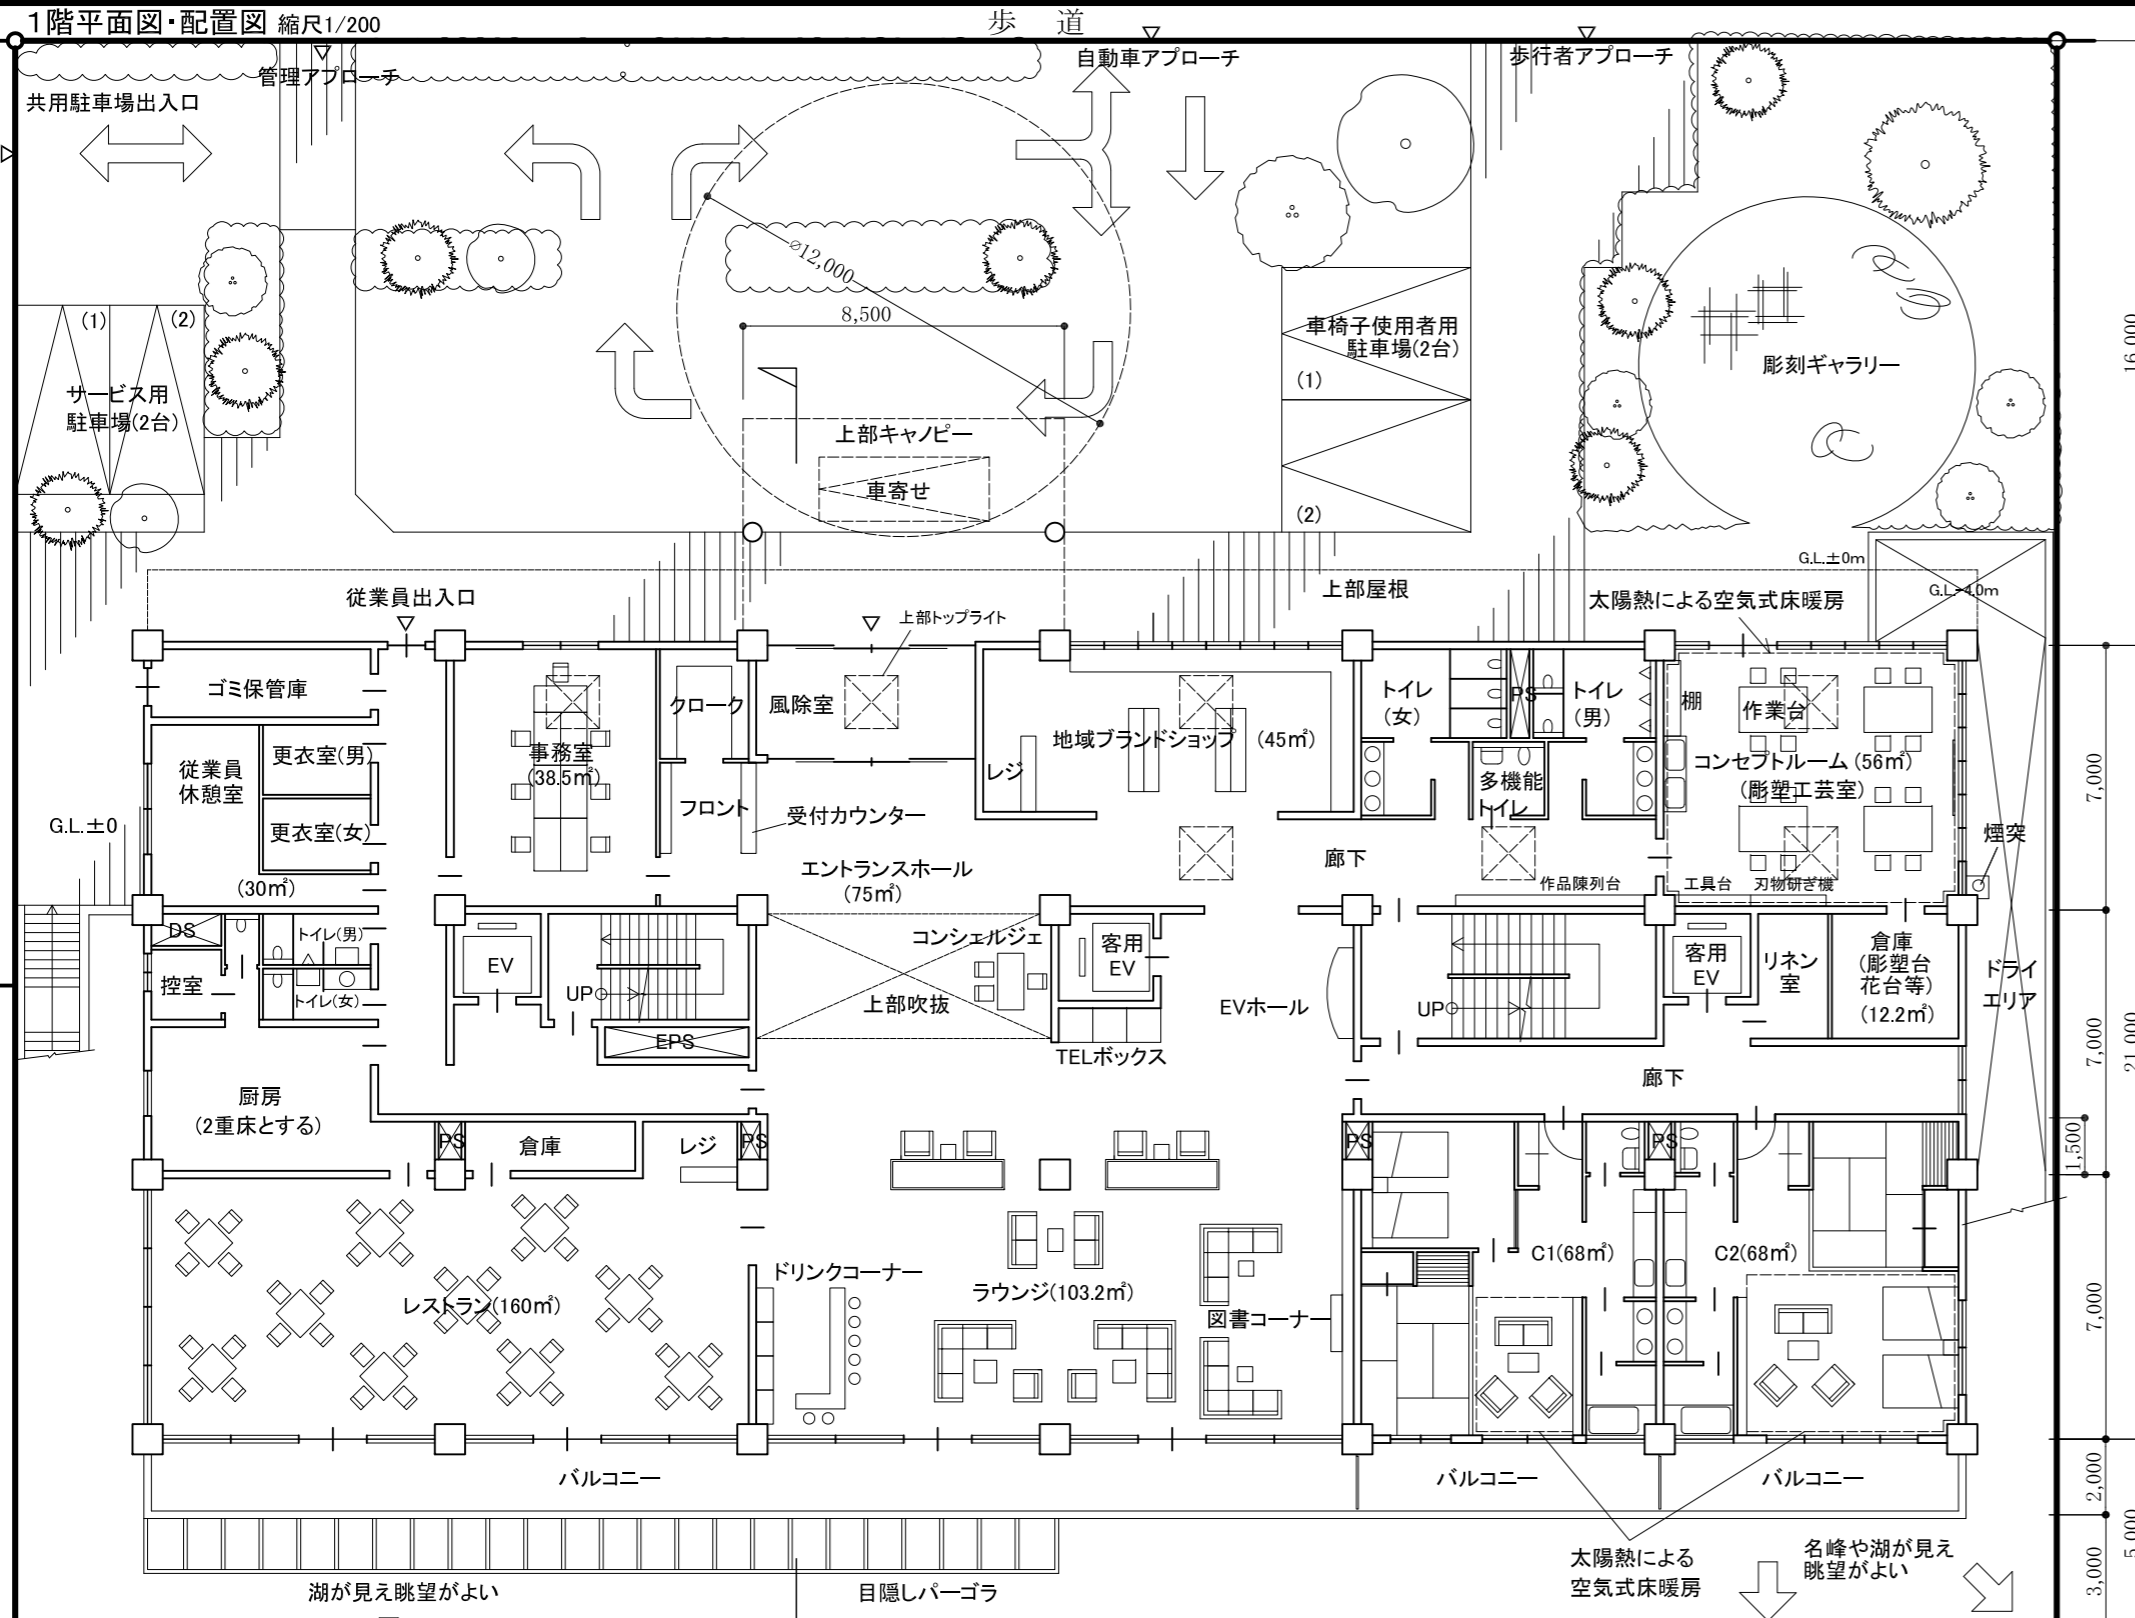 1階平面図・配置図 縮尺1/200
歩 道
管理アプローチ
自動車アプローチ
歩行者アプローチ
共用駐車場出入口
⌀12,000
8,500
(1)
(2)
サービス用
駐車場(2台)
車椅子使用者用
駐車場(2台)
(1)
(2)
彫刻ギャラリー
16,000
上部キャノピー
車寄せ
G.L.±0m
G.L.-4.0m
従業員出入口
上部屋根
太陽熱による空気式床暖房
上部トップライト
ゴミ保管庫
クローク
風除室
トイレ
(女)
PS
トイレ
(男)
棚
作業台
更衣室(男)
従業員
休憩室
事務室
(38.5㎡)
地域ブランドショップ (45㎡)
レジ
コンセプトルーム (56㎡)
(彫塑工芸室)
多機能
トイレ
7,000
フロント
受付カウンター
G.L.±0
更衣室(女)
煙突
廊下
エントランスホール
(75㎡)
(30㎡)
作品陳列台
工具台
刃物研ぎ機
DS
トイレ(男)
コンシェルジェ
客用
EV
客用
EV
リネン
室
倉庫
(彫塑台
花台等)
(12.2㎡)
ドライ
エリア
控室
トイレ(女)
EV
UP
上部吹抜
EVホール
UP
EPS
TELボックス
7,000
21,000
廊下
厨房
(2重床とする)
PS
倉庫
レジ
PS
PS
PS
1,500
C1(68㎡)
C2(68㎡)
ドリンクコーナー
レストラン(160㎡)
ラウンジ(103.2㎡)
図書コーナー
7,000
バルコニー
バルコニー
バルコニー
2,000
太陽熱による
空気式床暖房
名峰や湖が見え
眺望がよい
湖が見え眺望がよい
目隠しパーゴラ
3,000
5,000